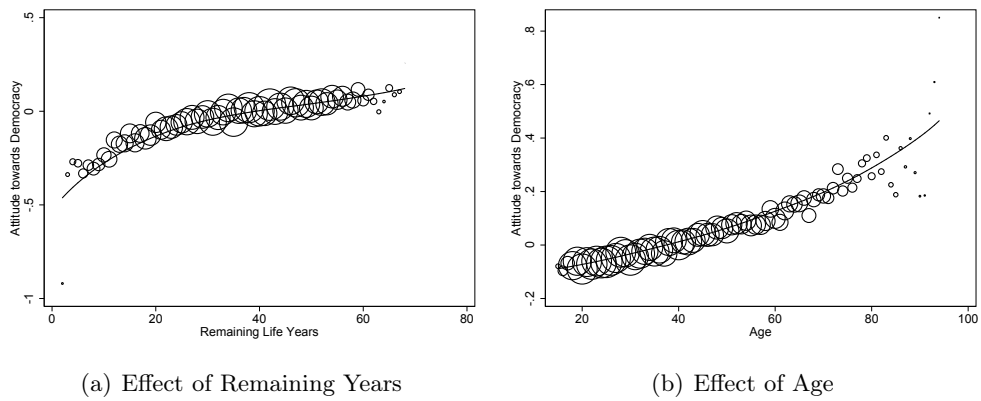 .5
0
-.5
-1
Attitude towards Democracy
0 20 40 60 80
Remaining Life Years
(a) Effect of Remaining Years
.8
.6
.4
.2
0
-.2
Attitude towards Democracy
20 40 60 80 100
Age
(b) Effect of Age